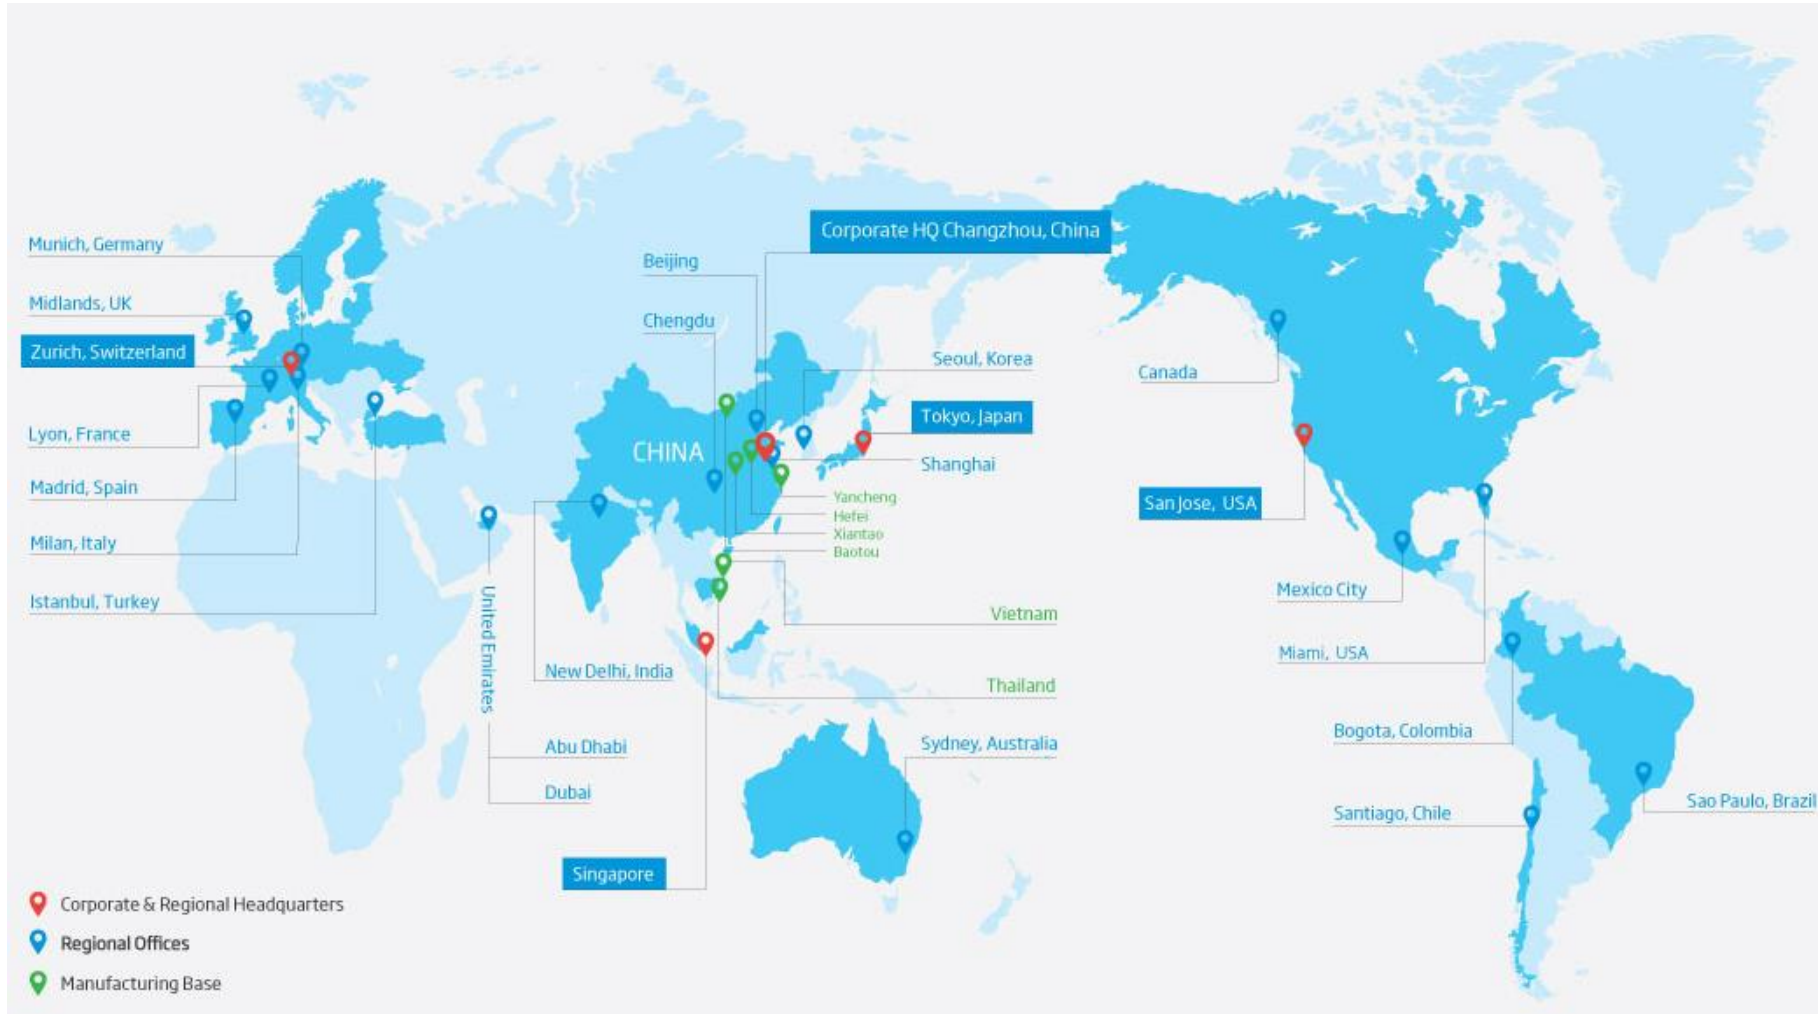 Munich, Germany
Midlands, UK
Zurich, Switzerland
Lyon, France
Madrid, Spain
Milan, Italy
Istanbul, Turkey
United Emirates
Abu Dhabi
Dubai
New Delhi, India
Singapore
CHINA
Beijing
Chengdu
Corporate HQ Changzhou, China
Seoul, Korea
Tokyo, Japan
Shanghai
Yancheng
Hefei
Xiantao
Baotou
Vietnam
Thailand
Sydney, Australia
Canada
San Jose, USA
Mexico City
Miami, USA
Bogota, Colombia
Santiago, Chile
Sao Paulo, Brazil
Corporate & Regional Headquarters
Regional Offices
Manufacturing Base